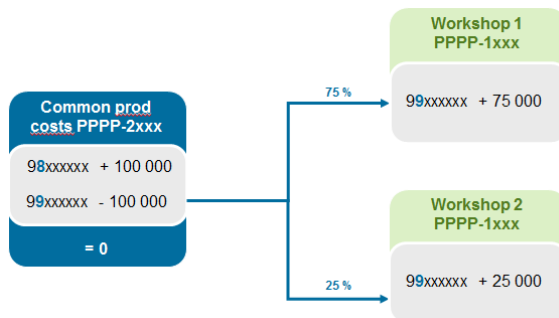 Workshop 1
PPPP-1xxx
75 %
99xxxxxx + 75 000
Common prod
costs PPPP-2xxx
98xxxxxx + 100 000
99xxxxxx - 100 000
= 0
Workshop 2
PPPP-1xxx
25 %
99xxxxxx + 25 000